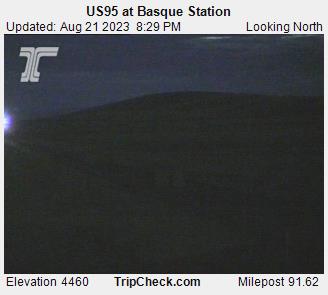 US95 at Basque Station
Updated: Aug 21 2023 8:29 PM Looking North
Elevation 4460 TripCheck.com Milepost 91.62